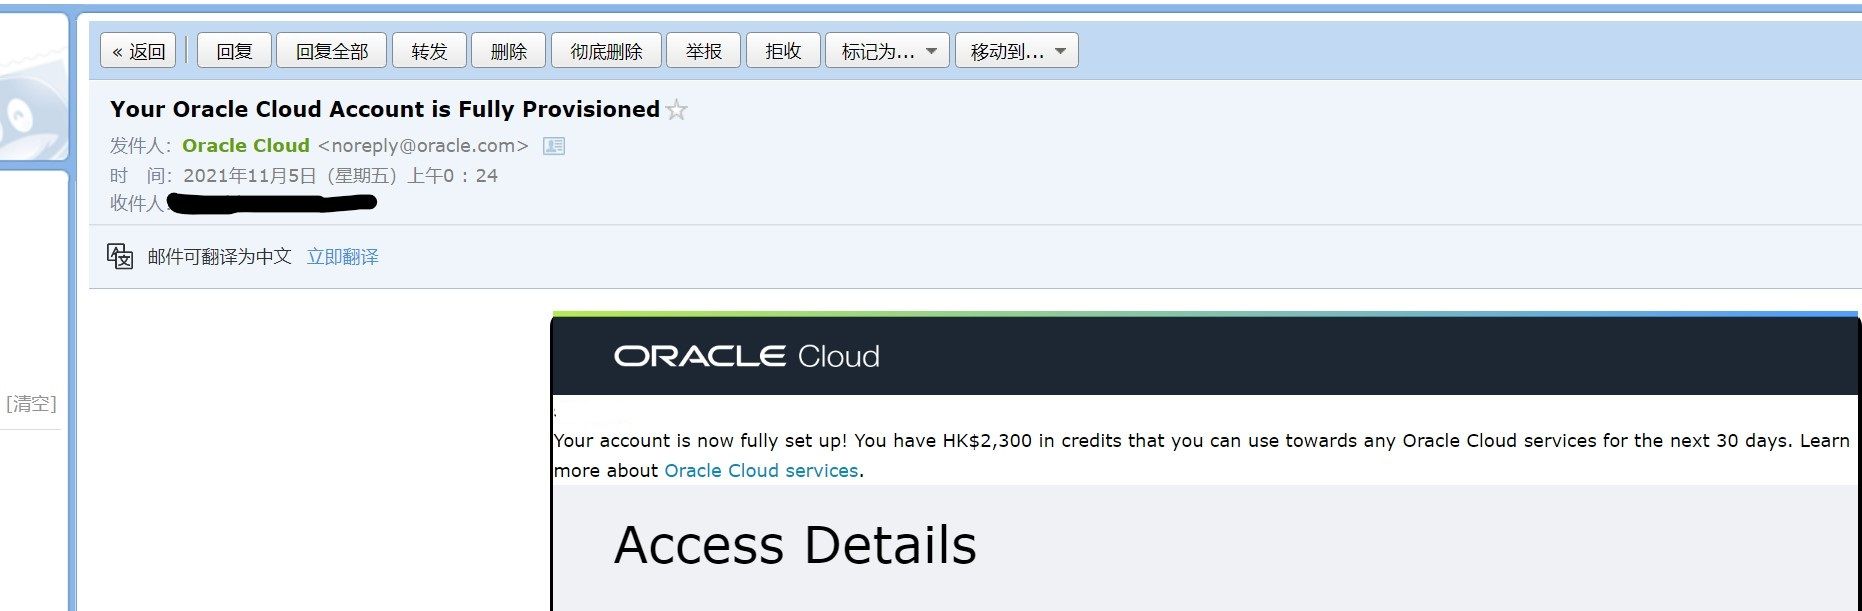 « 返回 回复 回复全部 转发 删除 彻底删除 举报 拒收 标记为... 移动到...
Your Oracle Cloud Account is Fully Provisioned
发件人：Oracle Cloud <noreply@oracle.com>
时 间：2021年11月5日（星期五）上午0 : 24
收件人
邮件可翻译为中文 立即翻译
[清空]
ORACLE Cloud
Your account is now fully set up! You have HK$2,300 in credits that you can use towards any Oracle Cloud services for the next 30 days. Learn
more about Oracle Cloud services.
Access Details